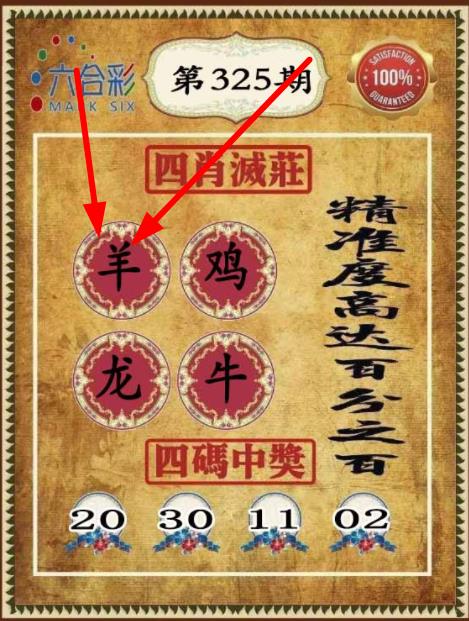 六合彩
MARK SIX
第325期
SATISFACTION
100%
GUARANTEED
四肖滅莊
羊 鸡
龙 牛
精准度高达百分之百
四碼中獎
20 30 11 02